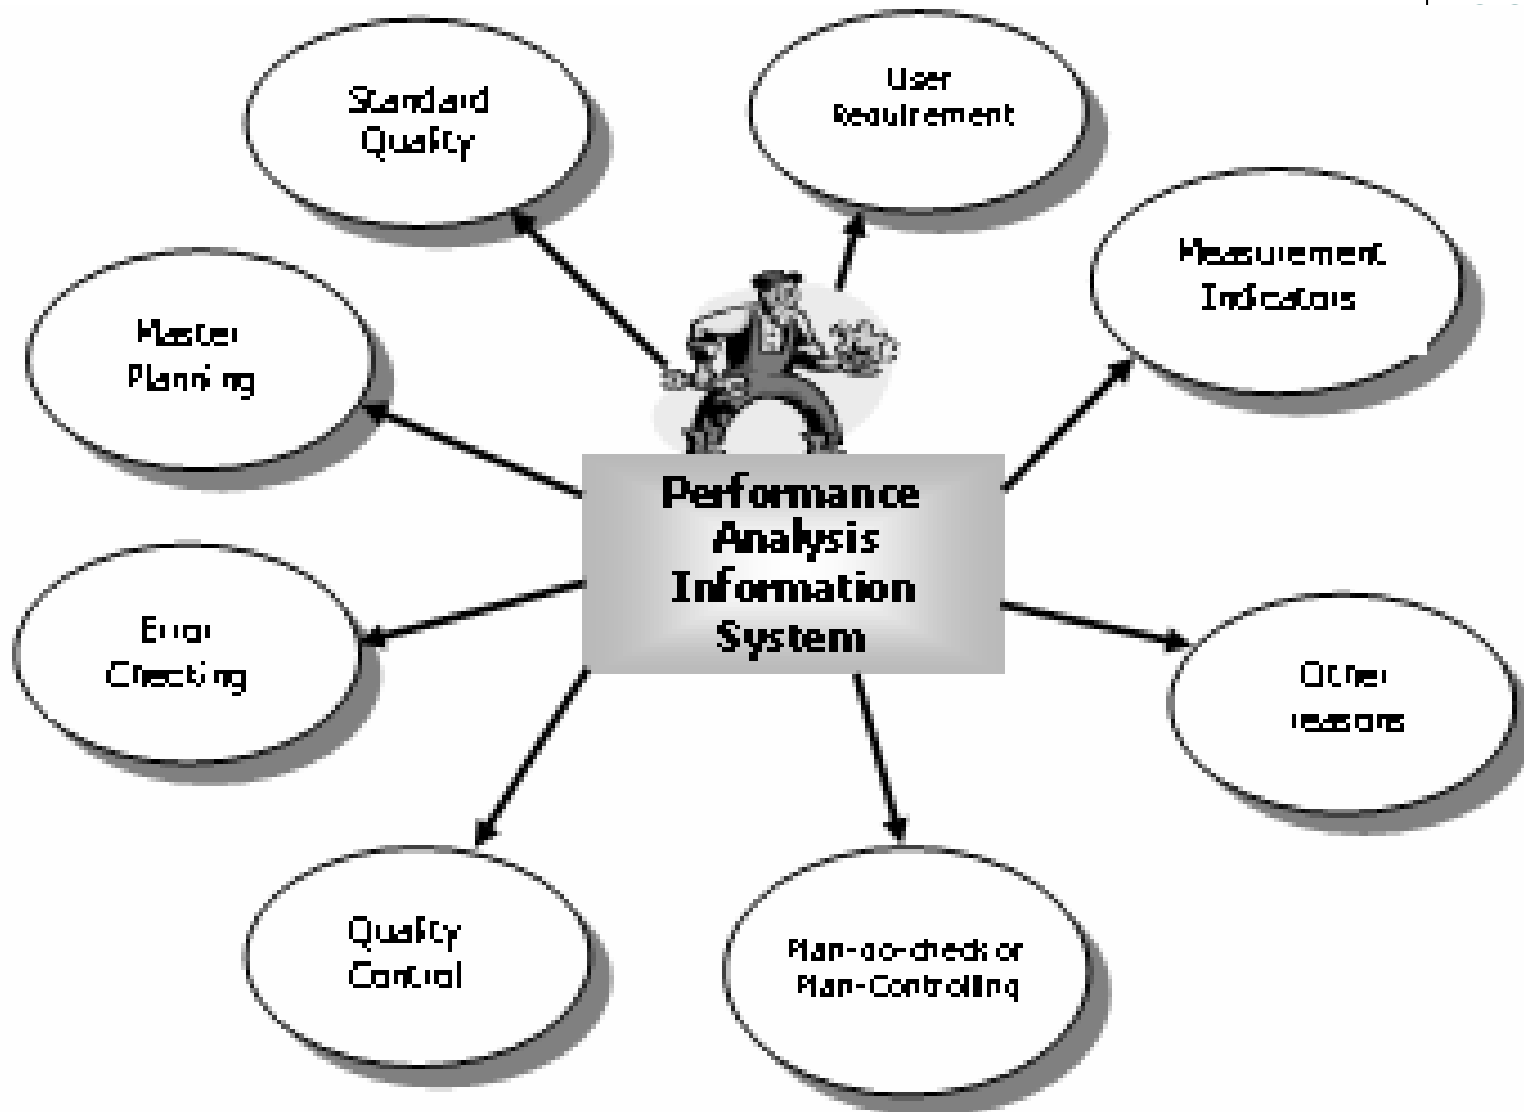 Standard
Quality
User
Requirement
Measurement
Indicators
Master
Planning
Performance
Analysis
Information
System
Error
Checking
Other
reasons
Quality
Control
Plan-do-check or
Plan-Controlling